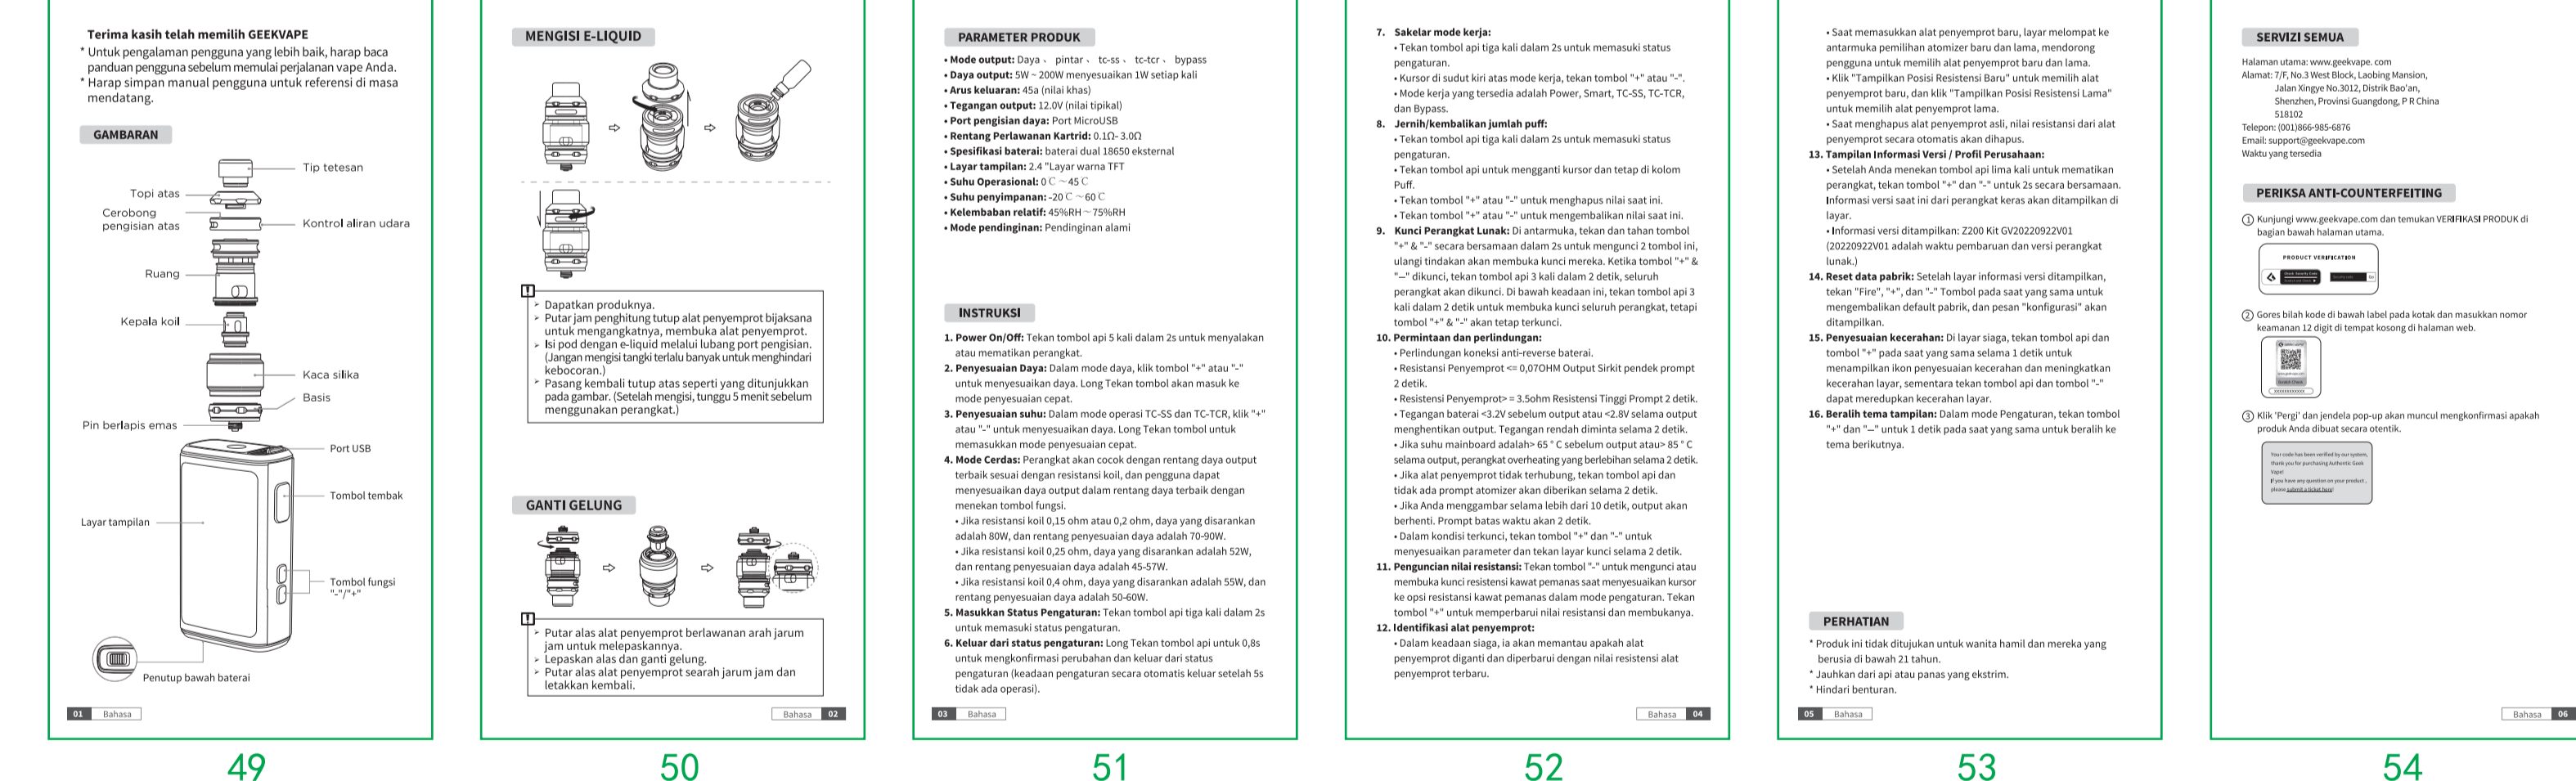 Terima kasih telah memilih GEEKVAPE
* Untuk pengalaman pengguna yang lebih baik, harap baca
panduan pengguna sebelum memulai perjalanan vape Anda.
* Harap simpan manual pengguna untuk referensi di masa
mendatang.
GAMBARAN
Tip tetesan
Topi atas
Cerobong
pengisian atas
Kontrol aliran udara
Ruang
Kepala koil
Kaca silika
Basis
Pin berlapis emas
Port USB
Tombol tembak
Layar tampilan
Tombol fungsi
"-"/"+"
Penutup bawah baterai
01 Bahasa
49
MENGISI E-LIQUID
➢ Dapatkan produknya.
➢ Putar jam penghitung tutup alat penyemprot bijaksana
untuk mengangkatnya, membuka alat penyemprot.
➢ Isi pod dengan e-liquid melalui lubang port pengisian.
(Jangan mengisi tangki terlalu banyak untuk menghindari
kebocoran.)
➢ Pasang kembali tutup atas seperti yang ditunjukkan
pada gambar. (Setelah mengisi, tunggu 5 menit sebelum
menggunakan perangkat.)
GANTI GELUNG
➢ Putar alas alat penyemprot berlawanan arah jarum
jam untuk melepaskannya.
➢ Lepaskan alas dan ganti gelung.
➢ Putar alas alat penyemprot searah jarum jam dan
letakkan kembali.
Bahasa 02
50
PARAMETER PRODUK
• Mode output: Daya、 pintar、 tc-ss、 tc-tcr、 bypass
• Daya output: 5W ~ 200W menyesuaikan 1W setiap kali
• Arus keluaran: 45a (nilai khas)
• Tegangan output: 12.0V (nilai tipikal)
• Port pengisian daya: Port MicroUSB
• Rentang Perlawanan Kartrid: 0.1Ω- 3.0Ω
• Spesifikasi baterai: baterai dual 18650 eksternal
• Layar tampilan: 2.4 "Layar warna TFT
• Suhu Operasional: 0℃ ~ 45℃
• Suhu penyimpanan: -20℃ ~ 60℃
• Kelembaban relatif: 45%RH ~ 75%RH
• Mode pendinginan: Pendinginan alami
INSTRUKSI
1. Power On/Off: Tekan tombol api 5 kali dalam 2s untuk menyalakan
atau mematikan perangkat.
2. Penyesuaian Daya: Dalam mode daya, klik tombol "+" atau "-"
untuk menyesuaikan daya. Long Tekan tombol akan masuk ke
mode penyesuaian cepat.
3. Penyesuaian suhu: Dalam mode operasi TC-SS dan TC-TCR, klik "+"
atau "-" untuk menyesuaikan daya. Long Tekan tombol untuk
memasukkan mode penyesuaian cepat.
4. Mode Cerdas: Perangkat akan cocok dengan rentang daya output
terbaik sesuai dengan resistansi koil, dan pengguna dapat
menyesuaikan daya output dalam rentang daya terbaik dengan
menekan tombol fungsi.
• Jika resistansi koil 0,15 ohm atau 0,2 ohm, daya yang disarankan
adalah 80W, dan rentang penyesuaian daya adalah 70-90W.
• Jika resistansi koil 0,25 ohm, daya yang disarankan adalah 52W,
dan rentang penyesuaian daya adalah 45-57W.
• Jika resistansi koil 0,4 ohm, daya yang disarankan adalah 55W, dan
rentang penyesuaian daya adalah 50-60W.
5. Masukkan Status Pengaturan: Tekan tombol api tiga kali dalam 2s
untuk memasuki status pengaturan.
6. Keluar dari status pengaturan: Long Tekan tombol api untuk 0,8s
untuk mengkonfirmasi perubahan dan keluar dari status
pengaturan (keadaan pengaturan secara otomatis keluar setelah 5s
tidak ada operasi).
03 Bahasa
51
7. Sakelar mode kerja:
• Tekan tombol api tiga kali dalam 2s untuk memasuki status
pengaturan.
• Kursor di sudut kiri atas mode kerja, tekan tombol "+" atau "-".
• Mode kerja yang tersedia adalah Power, Smart, TC-SS, TC-TCR,
dan Bypass.
8. Jernih/kembalikan jumlah puff:
• Tekan tombol api tiga kali dalam 2s untuk memasuki status
pengaturan.
• Tekan tombol api untuk mengganti kursor dan tetap di kolom
Puff.
• Tekan tombol "+" atau "-" untuk menghapus nilai saat ini.
• Tekan tombol "+" atau "-" untuk mengembalikan nilai saat ini.
9. Kunci Perangkat Lunak: Di antarmuka, tekan dan tahan tombol
"+" & "-" secara bersamaan dalam 2s untuk mengunci 2 tombol ini,
ulangi tindakan akan membuka kunci mereka. Ketika tombol "+" &
"—" dikunci, tekan tombol api 3 kali dalam 2 detik, seluruh
perangkat akan dikunci. Di bawah keadaan ini, tekan tombol api 3
kali dalam 2 detik untuk membuka kunci seluruh perangkat, tetapi
tombol "+" & "-" akan tetap terkunci.
10. Permintaan dan perlindungan:
• Perlindungan koneksi anti-reverse baterai.
• Resistansi Penyemprot <= 0,07OHM Output Sirkit pendek prompt
2 detik.
• Resistensi Penyemprot> = 3.5ohm Resistensi Tinggi Prompt 2 detik.
• Tegangan baterai <3.2V sebelum output atau <2.8V selama output
menghentikan output. Tegangan rendah diminta selama 2 detik.
• Jika suhu mainboard adalah> 65 ° C sebelum output atau> 85 ° C
selama output, perangkat overheating yang berlebihan selama 2 detik.
• Jika alat penyemprot tidak terhubung, tekan tombol api dan
tidak ada prompt atomizer akan diberikan selama 2 detik.
• Jika Anda menggambar selama lebih dari 10 detik, output akan
berhenti. Prompt batas waktu akan 2 detik.
• Dalam kondisi terkunci, tekan tombol "+" dan "-" untuk
menyesuaikan parameter dan tekan layar kunci selama 2 detik.
11. Penguncian nilai resistansi: Tekan tombol "-" untuk mengunci atau
membuka kunci resistensi kawat pemanas saat menyesuaikan kursor
ke opsi resistansi kawat pemanas dalam mode pengaturan. Tekan
tombol "+" untuk memperbarui nilai resistansi dan membukanya.
12. Identifikasi alat penyemprot:
• Dalam keadaan siaga, ia akan memantau apakah alat
penyemprot diganti dan diperbarui dengan nilai resistensi alat
penyemprot terbaru.
Bahasa 04
52
• Saat memasukkan alat penyemprot baru, layar melompat ke
antarmuka pemilihan atomizer baru dan lama, mendorong
pengguna untuk memilih alat penyemprot baru dan lama.
• Klik "Tampilkan Posisi Resistensi Baru" untuk memilih alat
penyemprot baru, dan klik "Tampilkan Posisi Resistensi Lama"
untuk memilih alat penyemprot lama.
• Saat menghapus alat penyemprot asli, nilai resistansi dari alat
penyemprot secara otomatis akan dihapus.
13. Tampilan Informasi Versi / Profil Perusahaan:
• Setelah Anda menekan tombol api lima kali untuk mematikan
perangkat, tekan tombol "+" dan "-" untuk 2s secara bersamaan.
Informasi versi saat ini dari perangkat keras akan ditampilkan di
layar.
• Informasi versi ditampilkan: Z200 Kit GV20220922V01
(20220922V01 adalah waktu pembaruan dan versi perangkat
lunak.)
14. Reset data pabrik: Setelah layar informasi versi ditampilkan,
tekan "Fire", "+", dan "-" Tombol pada saat yang sama untuk
mengembalikan default pabrik, dan pesan "konfigurasi" akan
ditampilkan.
15. Penyesuaian kecerahan: Di layar siaga, tekan tombol api dan
tombol "+" pada saat yang sama selama 1 detik untuk
menampilkan ikon penyesuaian kecerahan dan meningkatkan
kecerahan layar, sementara tekan tombol api dan tombol "-"
dapat meredupkan kecerahan layar.
16. Beralih tema tampilan: Dalam mode Pengaturan, tekan tombol
"+" dan "—" untuk 1 detik pada saat yang sama untuk beralih ke
tema berikutnya.
PERHATIAN
* Produk ini tidak ditujukan untuk wanita hamil dan mereka yang
berusia di bawah 21 tahun.
* Jauhkan dari api atau panas yang ekstrim.
* Hindari benturan.
05 Bahasa
53
SERVIZI SEMUA
Halaman utama: www.geekvape. com
Alamat: 7/F, No.3 West Block, Laobing Mansion,
Jalan Xingye No.3012, Distrik Bao'an,
Shenzhen, Provinsi Guangdong, P R China
518102
Telepon: (001)866-985-6876
Email: support@geekvape.com
Waktu yang tersedia
PERIKSA ANTI-COUNTERFEITING
① Kunjungi www.geekvape.com dan temukan VERIFIKASI PRODUK di
bagian bawah halaman utama.
PRODUCT VERIFICATION
② Gores bilah kode di bawah label pada kotak dan masukkan nomor
keamanan 12 digit di tempat kosong di halaman web.
③ Klik 'Pergi' dan jendela pop-up akan muncul mengkonfirmasi apakah
produk Anda dibuat secara otentik.
Your code has been verified by our system,
thank you for purchasing Authentic Geek
Vape!
If you have any question on your product ,
please submit a ticket here!
Bahasa 06
54